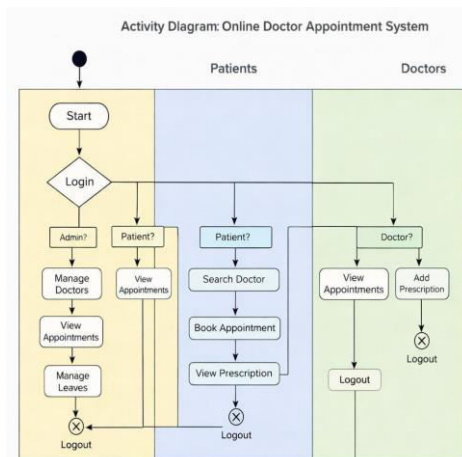 Activity Diagram: Online Doctor Appointment System
Patients
Doctors
Start
Login
Admin?
Patient?
Patient?
Doctor?
Manage
Doctors
View
Appointments
Search Doctor
View
Appointments
Add
Prescription
View
Appointments
Book Appointment
Logout
Manage
Leaves
View Prescription
Logout
Logout
Logout